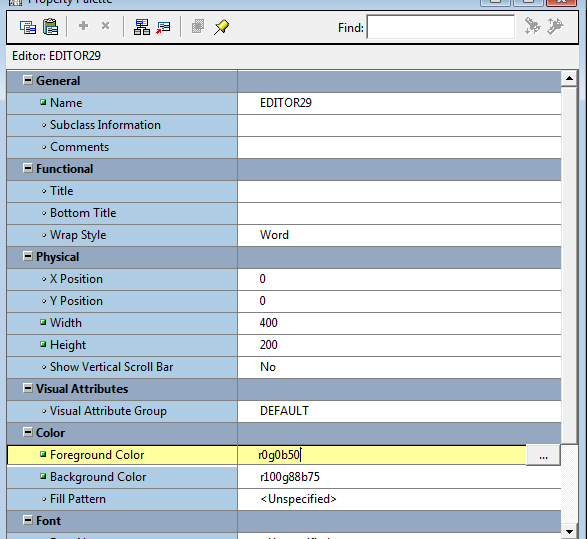 Property Palette
Find:
Editor: EDITOR29
General
Name EDITOR29
Subclass Information
Comments
Functional
Title
Bottom Title
Wrap Style Word
Physical
X Position 0
Y Position 0
Width 400
Height 200
Show Vertical Scroll Bar No
Visual Attributes
Visual Attribute Group DEFAULT
Color
Foreground Color r0g0b50
...
Background Color r100g88b75
Fill Pattern <Unspecified>
Font